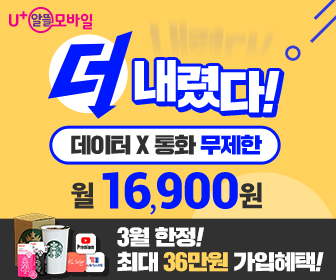 U+알뜰모바일
더 내렸다!
데이터 X 통화 무제한
월 16,900원
3월 한정!
최대 36만원 가입혜택!
Premium